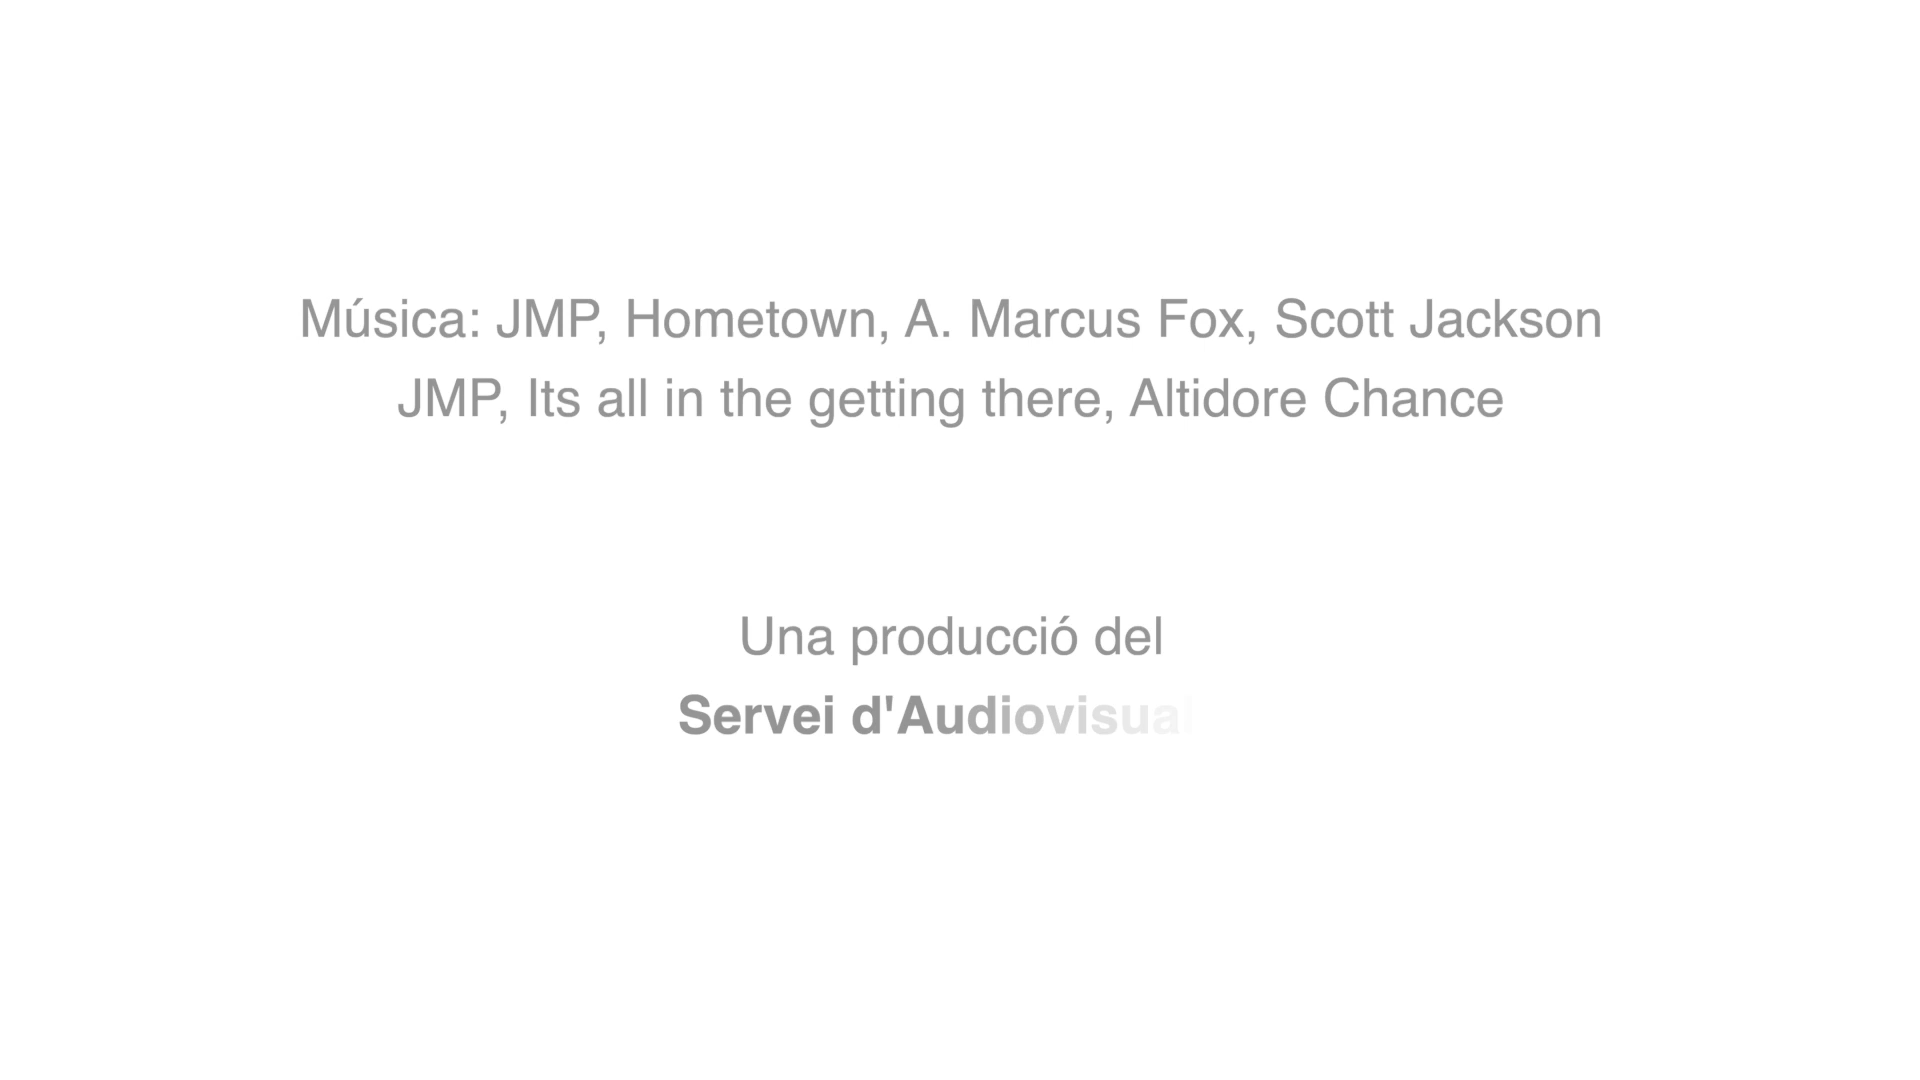 Música: JMP, Hometown, A. Marcus Fox, Scott Jackson
JMP, Its all in the getting there, Altidore Chance
Una producció del
Servei d'Audiovisual